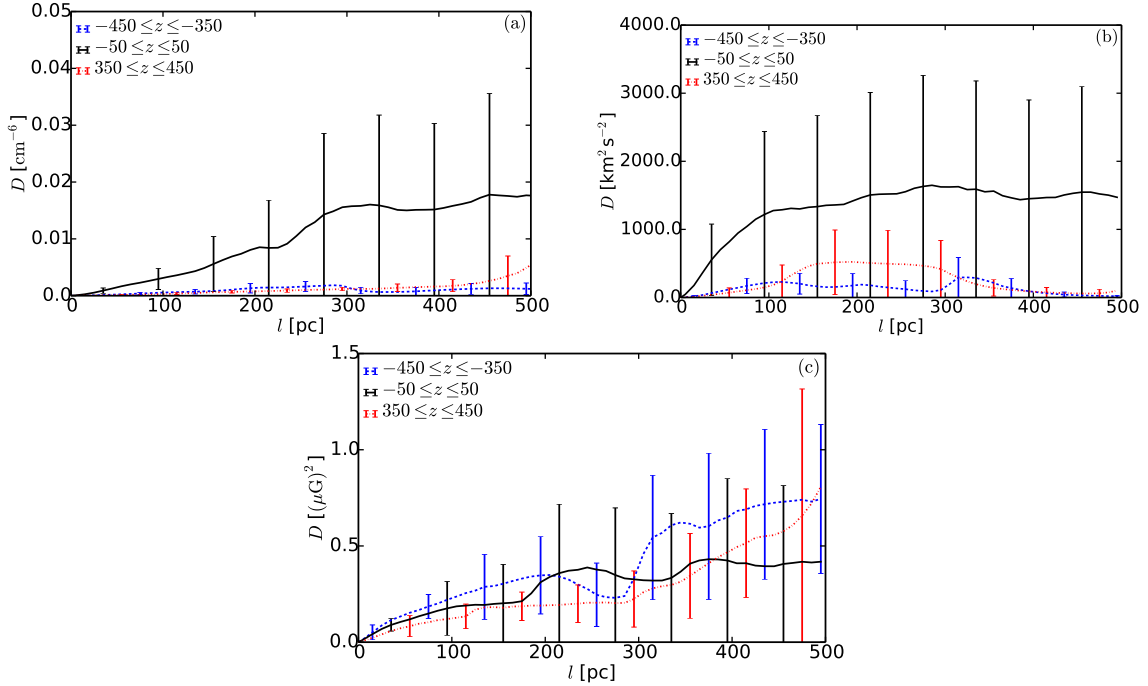 0.05
(a)
−450 ≤z ≤−350
−50 ≤z ≤50
350 ≤z ≤450
0.04
0.03
0.02
0.01
0.0
D [cm⁻⁶]
0 100 200 300 400 500
l [pc]
4000.0
(b)
−450 ≤z ≤−350
−50 ≤z ≤50
350 ≤z ≤450
3000.0
2000.0
1000.0
0.0
D [km² s⁻²]
0 100 200 300 400 500
l [pc]
1.5
(c)
−450 ≤z ≤−350
−50 ≤z ≤50
350 ≤z ≤450
1.0
0.5
0.0
D [(μG)²]
0 100 200 300 400 500
l [pc]